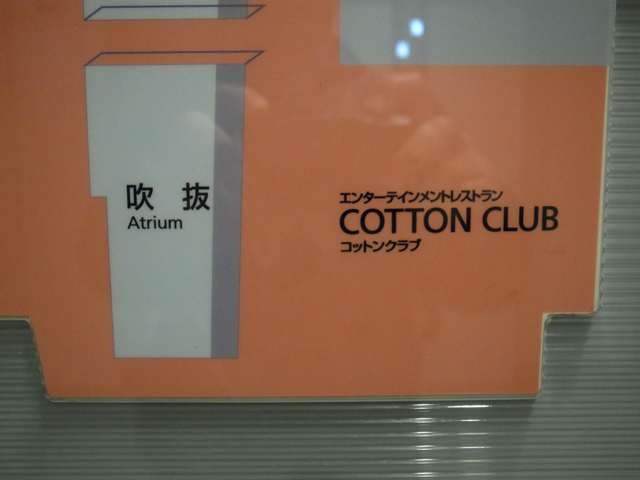 吹抜
Atrium
エンターテインメントレストラン
COTTON CLUB
コットンクラブ